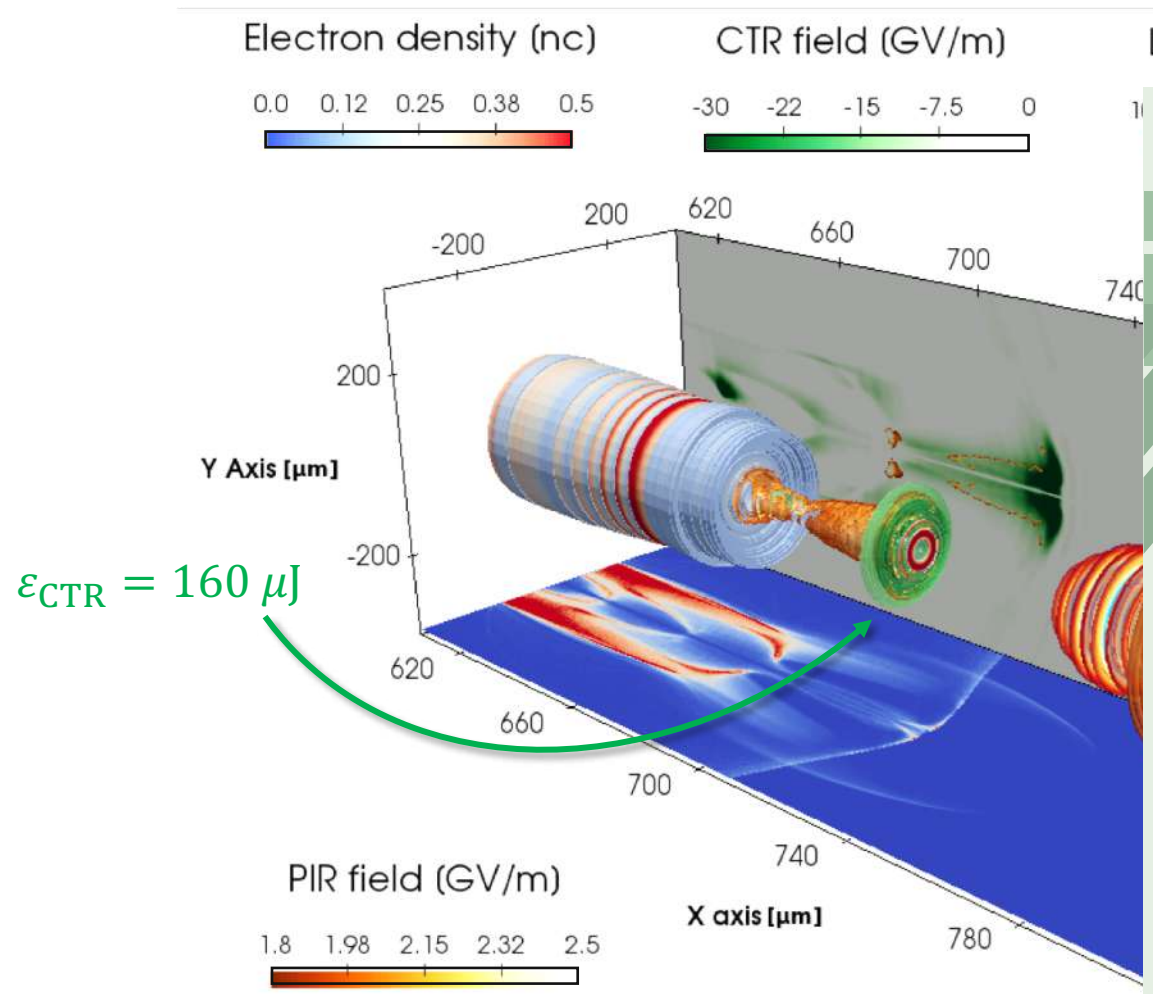 Electron density (nc)
CTR field (GV/m)
0.0 0.12 0.25 0.38 0.5
-30 -22 -15 -7.5 0
-200 200
620 660 700 740
200
Y Axis [μm]
-200
ε_CTR = 160 μJ
620 660 700 740 780
X axis [μm]
PIR field (GV/m)
1.8 1.98 2.15 2.32 2.5